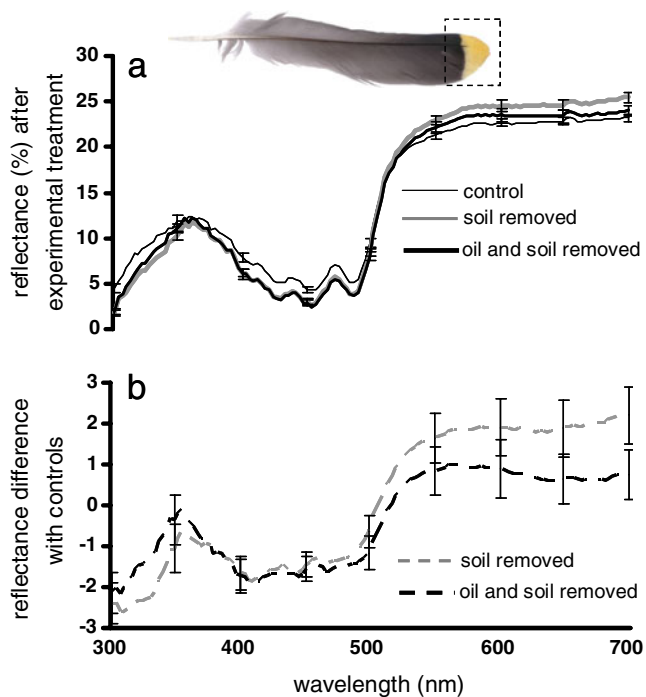 a
30
25
20
15
10
5
0
reflectance (%) after
experimental treatment
control
soil removed
oil and soil removed
b
3
2
1
0
-1
-2
-3
reflectance difference
with controls
soil removed
oil and soil removed
300 400 500 600 700
wavelength (nm)